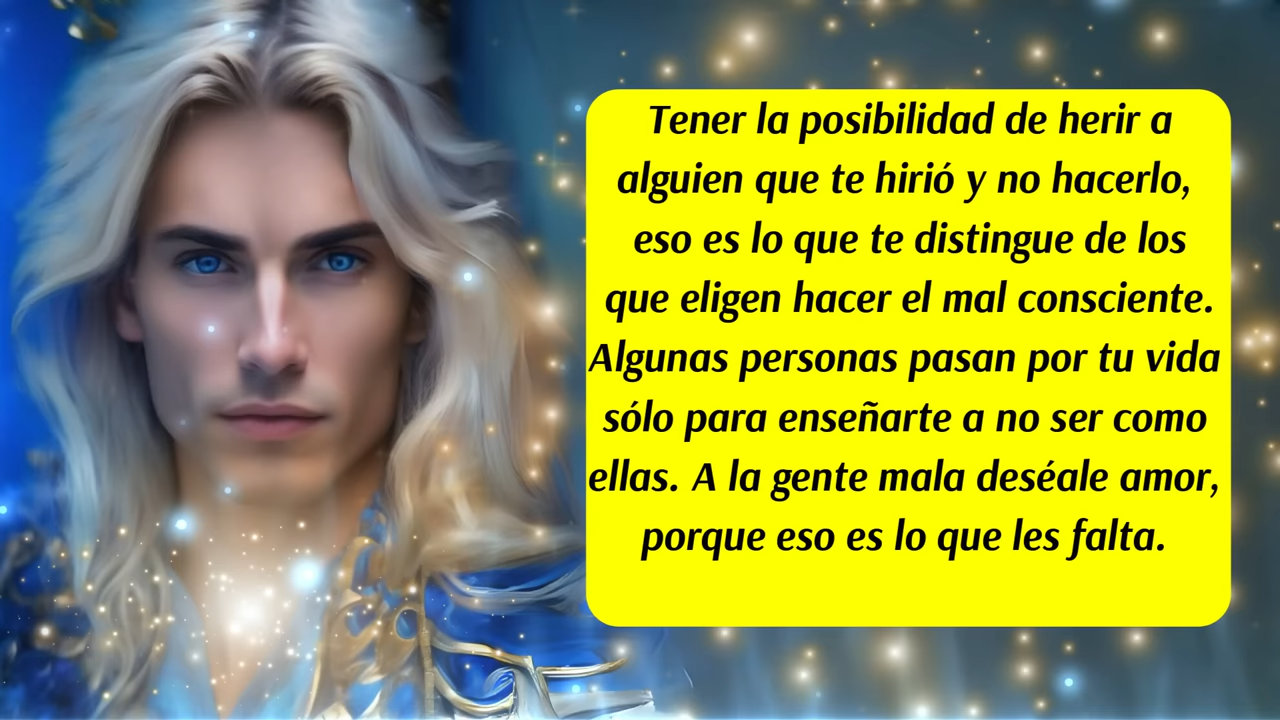 Tener la posibilidad de herir a
alguien que te hirió y no hacerlo,
eso es lo que te distingue de los
que eligen hacer el mal consciente.
Algunas personas pasan por tu vida
sólo para enseñarte a no ser como
ellas. A la gente mala deséale amor,
porque eso es lo que les falta.